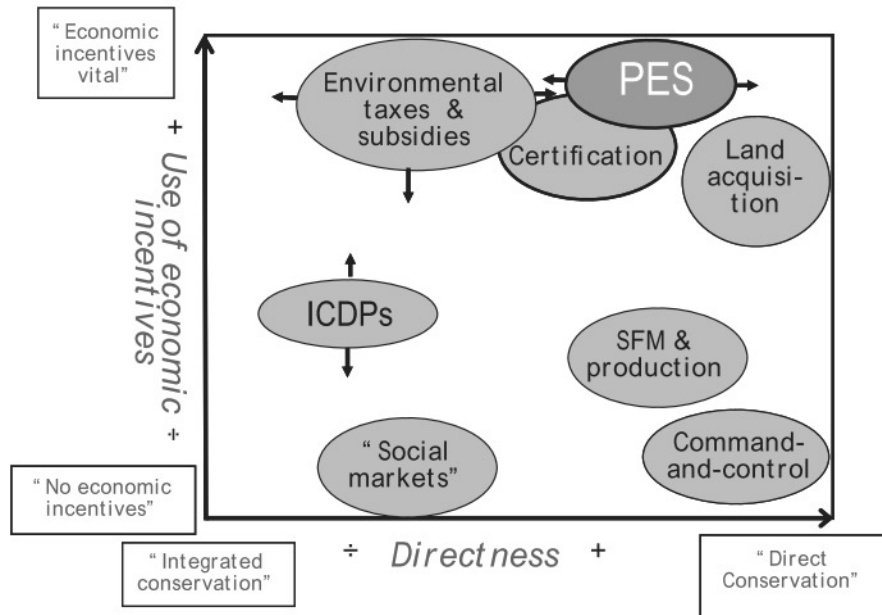 “ Economic
incentives
vital”
Environmental
taxes &
subsidies
PES
Certification
Land
acquisi-
tion
+ Use of economic ÷
incentives
ICDPs
SFM &
production
“ Social
markets”
Command-
and-control
“ No economic
incentives”
“ Integrated
conservation”
÷ Directness +
“ Direct
Conservation”